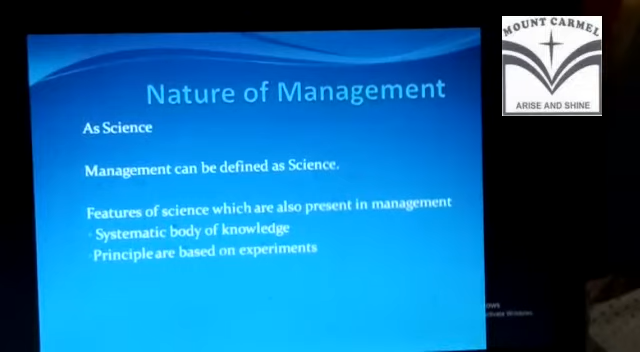 MOUNT CARMEL
ARISE AND SHINE
Nature of Management
As Science
Management can be defined as Science.
Features of science which are also present in management
Systematic body of knowledge
Principle are based on experiments